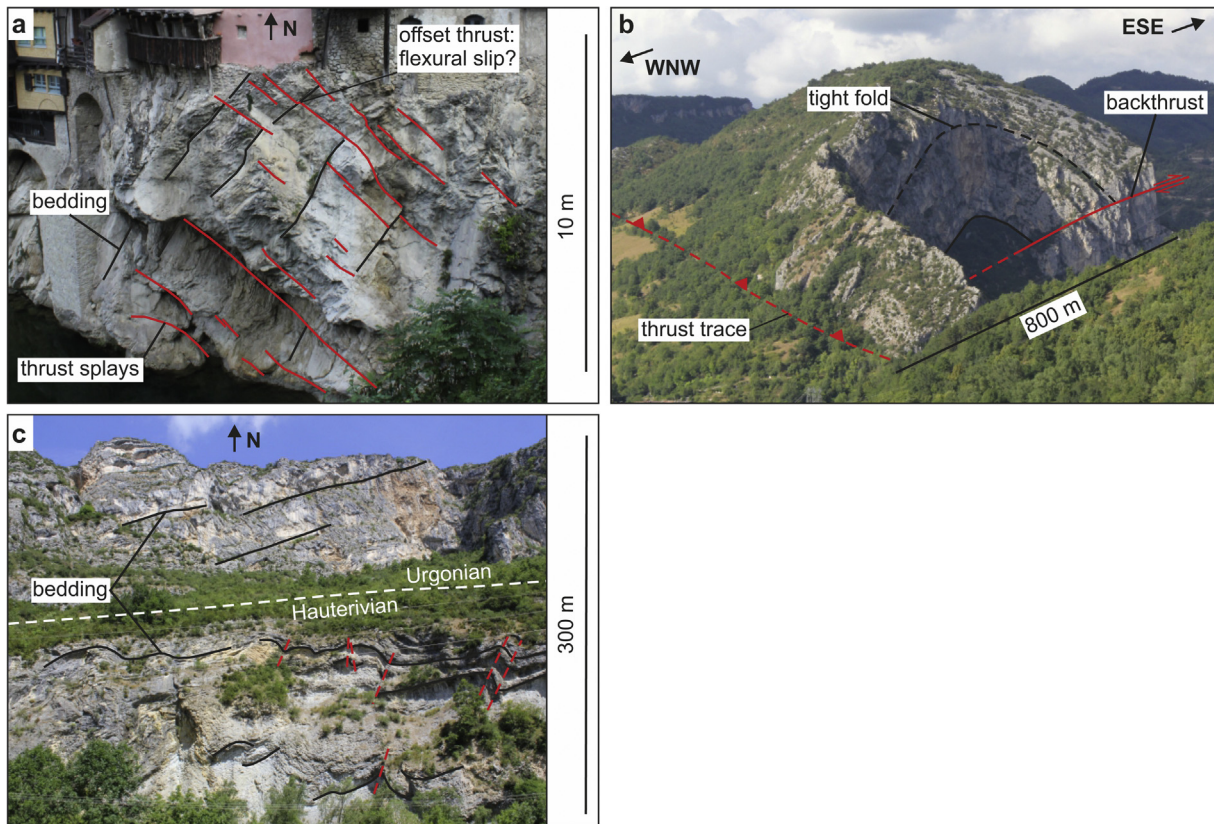 a
N
offset thrust:
flexural slip?
bedding
thrust splays
10 m
b
WNW
ESE
tight fold
backthrust
thrust trace
800 m
c
N
bedding
Urgonian
Hauterivian
300 m